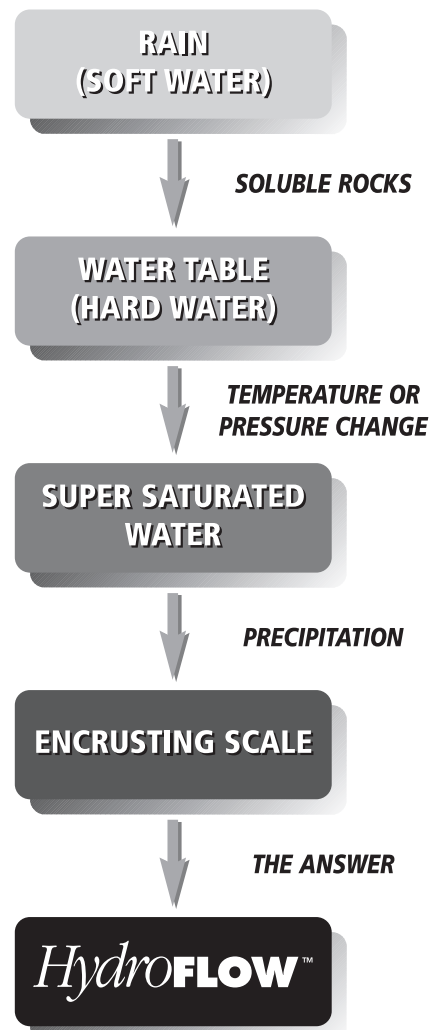 RAIN
(SOFT WATER)
SOLUBLE ROCKS
WATER TABLE
(HARD WATER)
TEMPERATURE OR
PRESSURE CHANGE
SUPER SATURATED
WATER
PRECIPITATION
ENCRUSTING SCALE
THE ANSWER
HydroFLOW™